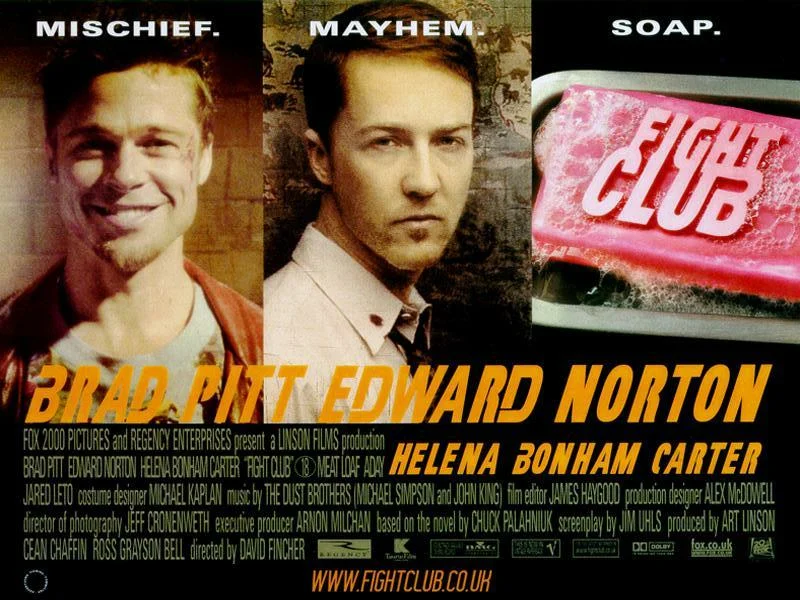 MISCHIEF. MAYHEM. SOAP.
FIGHT
CLUB
BRAD PITT EDWARD NORTON
FOX 2000 PICTURES and REGENCY ENTERPRISES present a LINSON FILMS production
HELENA BONHAM CARTER
BRAD PITT EDWARD NORTON HELENA BONHAM CARTER "FIGHT CLUB" 18 MEAT LOAF ADAY
JARED LETO costume designer MICHAEL KAPLAN music by THE DUST BROTHERS (MICHAEL SIMPSON and JOHN KING) film editor JAMES HAYGOOD production designer ALEX McDOWELL
director of photography JEFF CRONENWETH executive producer ARNON MILCHAN based on the novel by CHUCK PALAHNIUK screenplay by JIM UHLS produced by ART LINSON
CEAN CHAFFIN ROSS GRAYSON BELL directed by DAVID FINCHER REGENCY TaurusFilm DOLBY fox.co.uk
WWW.FIGHTCLUB.CO.UK